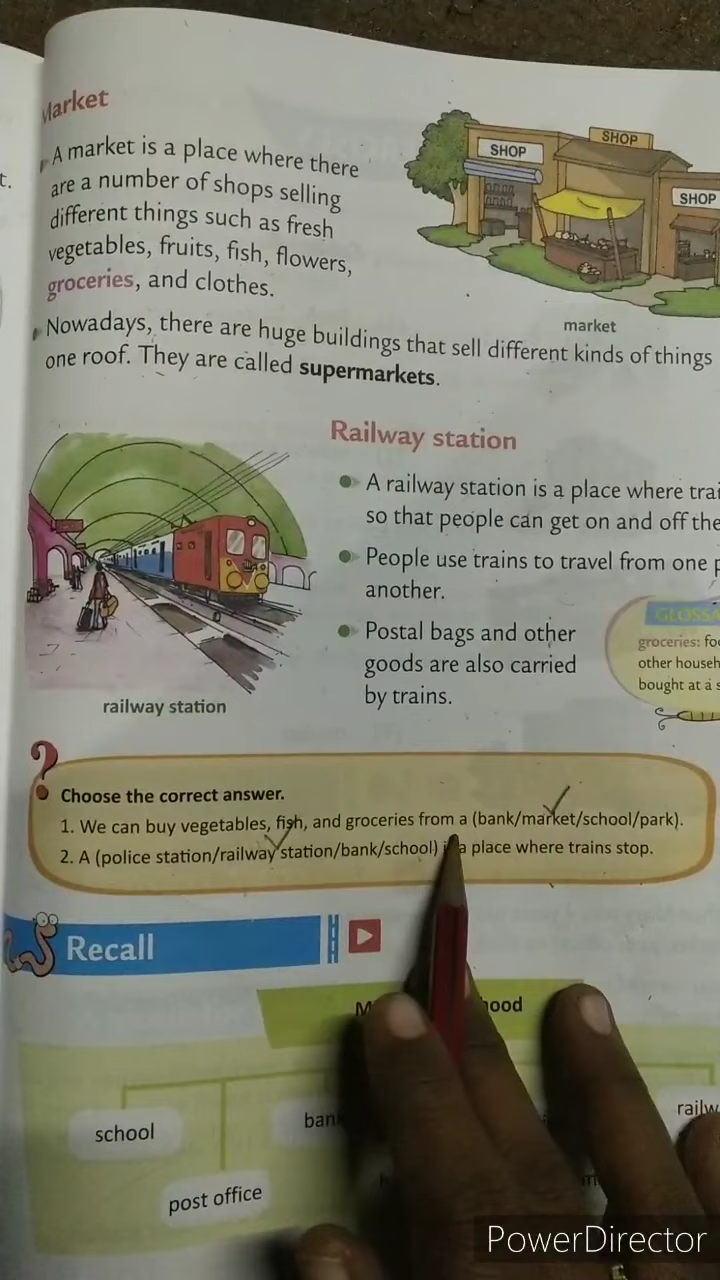 Market
A market is a place where there
are a number of shops selling
different things such as fresh
vegetables, fruits, fish, flowers,
groceries, and clothes.
SHOP
SHOP
SHOP
market
Nowadays, there are huge buildings that sell different kinds of things
one roof. They are called supermarkets.
Railway station
A railway station is a place where trai
so that people can get on and off the
People use trains to travel from one p
another.
Postal bags and other
goods are also carried
by trains.
railway station
GLOSSA
groceries: foo
other househ
bought at a s
t.
?
Choose the correct answer.
1. We can buy vegetables, fish, and groceries from a (bank/market/school/park).
2. A (police station/railway station/bank/school) is a place where trains stop.
Recall
M hood
school
ban
railw
post office
PowerDirector